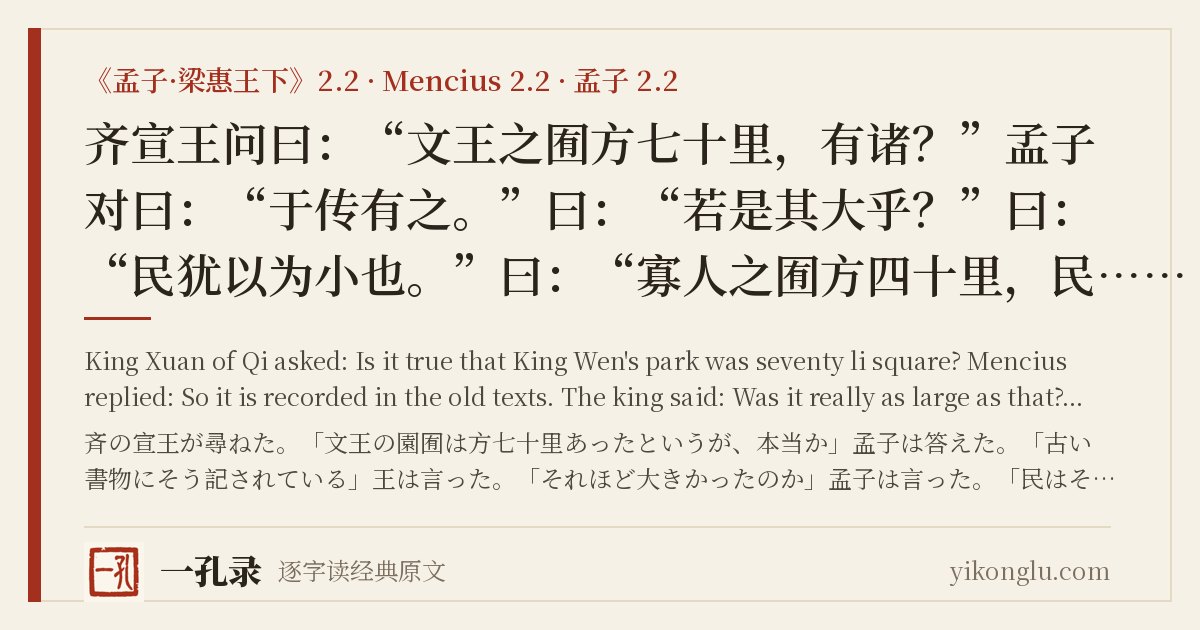 《孟子·梁惠王下》2.2 · Mencius 2.2 · 孟子 2.2
齐宣王问曰：“文王之囿方七十里，有诸？”孟子
对曰：“于传有之。”曰：“若是其大乎？”曰：
“民犹以为小也。”曰：“寡人之囿方四十里，民……
King Xuan of Qi asked: Is it true that King Wen's park was seventy li square? Mencius
replied: So it is recorded in the old texts. The king said: Was it really as large as that?...
斉の宣王が尋ねた。「文王の園囿は方七十里あったというが、本当か」孟子は答えた。「古い
書物にそう記されている」王は言った。「それほど大きかったのか」孟子は言った。「民はそ…
一孔
一孔录 逐字读经典原文
yikonglu.com